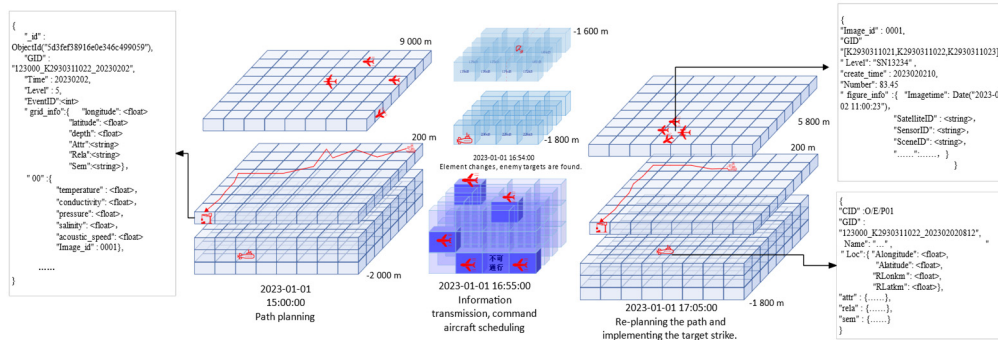 {
"_id" :
ObjectId("5d3fef38916e0e346c499059"),
"GID" :
"123000_K2930311022_20230202",
"Time" : 20230202,
"Level" : 5,
"EventID":<int>
" grid_info":{ "longitude": <float>
"latitude": <float>
"depth": <float>
"Attr":<string>
"Rela":<string>
"Sem":<string>},
" 00" :{
"temperature" : <float>,
"conductivity" : <float>,
"pressure": <float>,
"salinity": <float>,
"acoustic_speed": <float>
"Image_id" : 0001},
......
}
9 000 m
200 m
-2 000 m
2023-01-01
15:00:00
Path planning
-1 600 m
-1 800 m
2023-01-01 16:54:00
Element changes, enemy targets are found.
不可
通行
2023-01-01 16:55:00
Information
transmission, command
aircraft scheduling
5 800 m
200 m
-1 800 m
2023-01-01 17:05:00
Re-planning the path and
implementing the target strike.
{
"Image_id" : 0001,
"GID"
"[K2930311021,K2930311022,K2930311023]"
" Level": "SN13234" ,
"create_time" : 2023020210,
"Number": 83.45
" figure_info" :{ "Imagetime": Date("2023-0
02 11:00:23"),
"SatelliteID" : <string>,
"SensorID": <string>,
"SceneID": <string>,
"......":......, }
}
{
"CID" :O/E/P01
"GID" :
"123000_K2930311022_202302020812",
Name": "..." , "
" Loc":{ "Alongitude": <float>,
"Alatitude": <float>,
"RLonkm": <float>,
"RLatkm": <float>},
"attr" : {......},
"rela" : {......},
"sem" : {......}
}